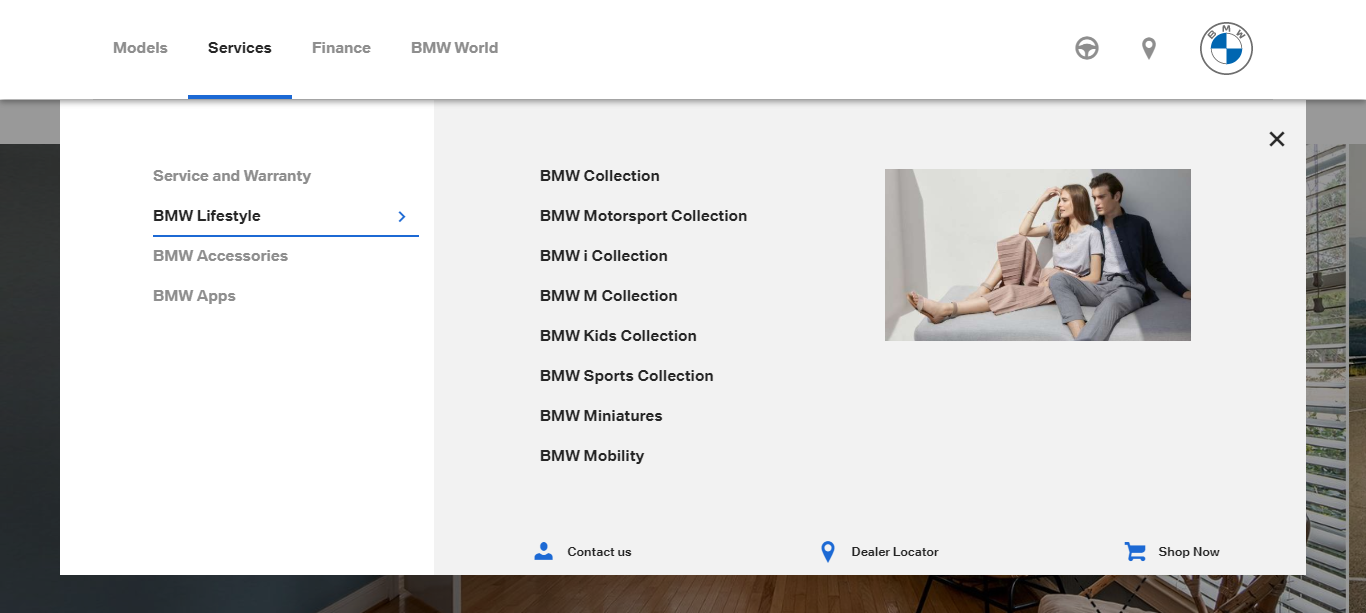 Models
Services
Finance
BMW World
BMW
Service and Warranty
BMW Lifestyle
BMW Accessories
BMW Apps
BMW Collection
BMW Motorsport Collection
BMW i Collection
BMW M Collection
BMW Kids Collection
BMW Sports Collection
BMW Miniatures
BMW Mobility
Contact us
Dealer Locator
Shop Now